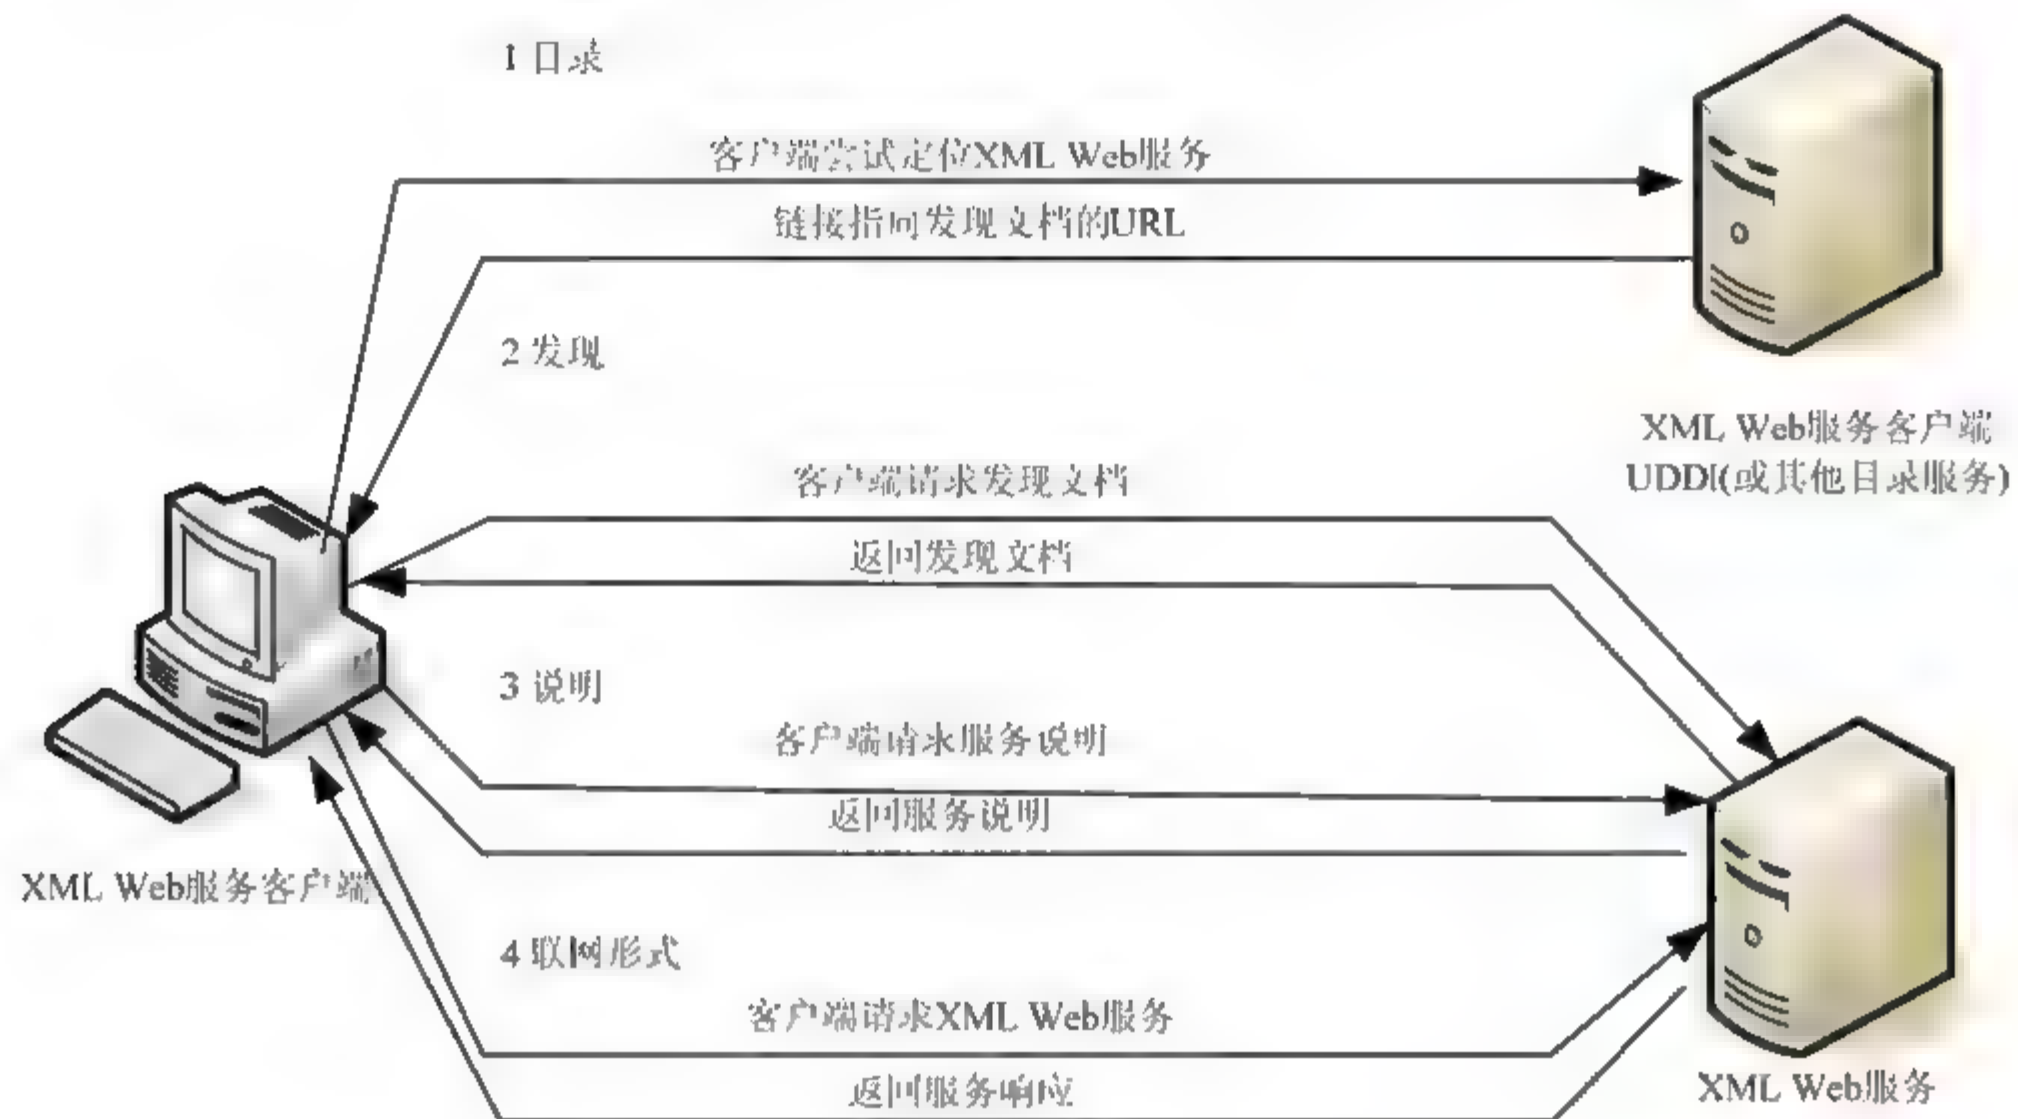 1 目录
客户端尝试定位XML Web服务
链接指向发现文档的URL
2 发现
XML Web服务客户端
UDDI(或其他目录服务)
客户端请求发现文档
返回发现文档
3 说明
客户端请求服务说明
返回服务说明
XML Web服务客户端
4 联网形式
客户端请求XML Web服务
返回服务响应
XML Web服务